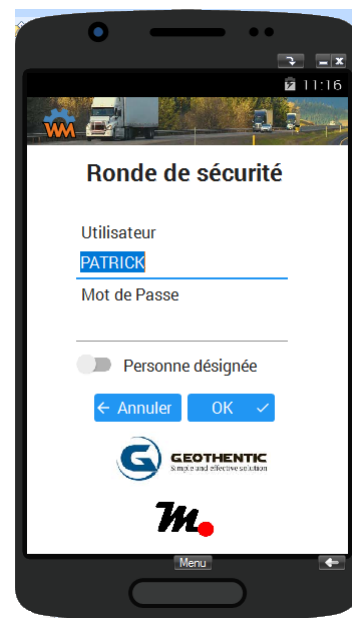 11:16
WM
Ronde de sécurité
Utilisateur
PATRICK
Mot de Passe
Personne désignée
Annuler OK
GEOTHENTIC
Simple and effective solution
m.
Menu